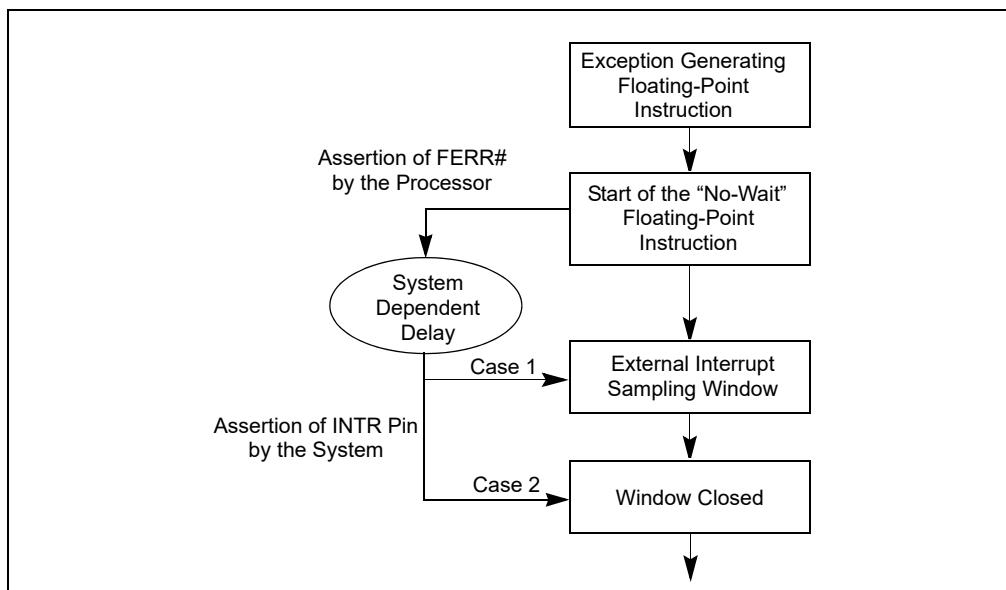 Exception Generating
Floating-Point
Instruction
Assertion of FERR#
by the Processor
Start of the “No-Wait”
Floating-Point
Instruction
System
Dependent
Delay
Case 1
External Interrupt
Sampling Window
Assertion of INTR Pin
by the System
Case 2
Window Closed